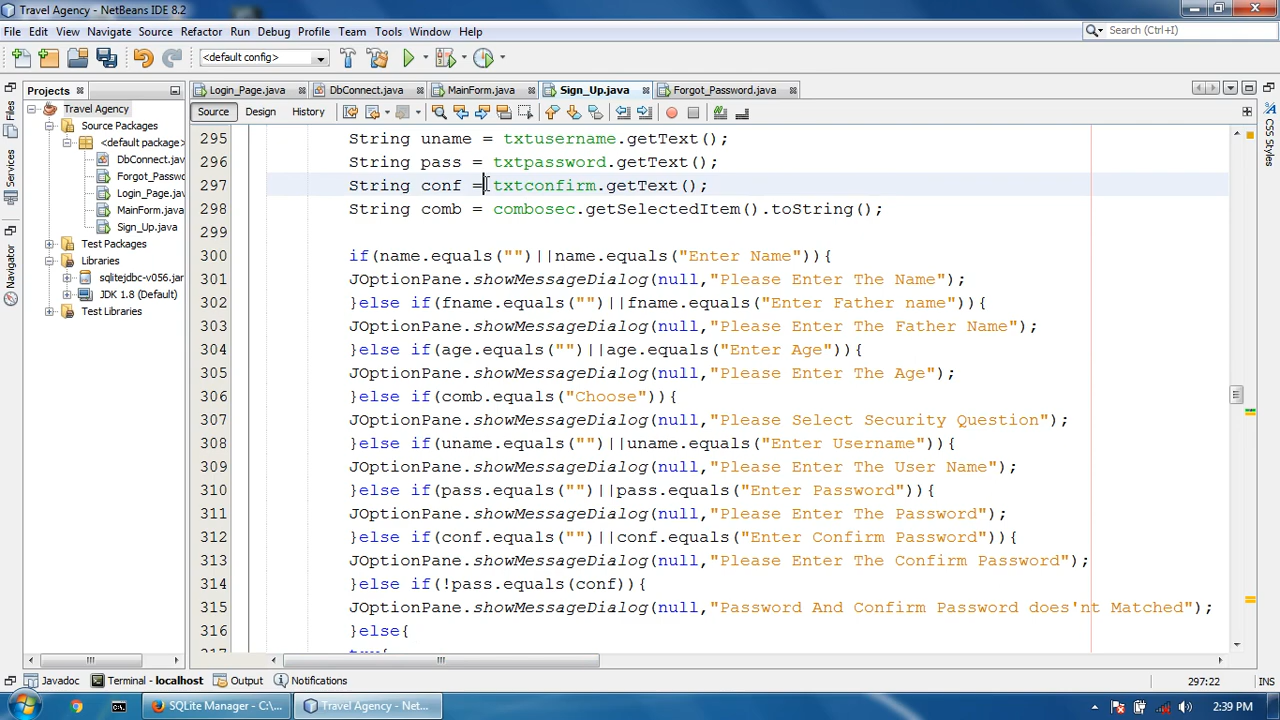 Travel Agency - NetBeans IDE 8.2
File Edit View Navigate Source Refactor Run Debug Profile Team Tools Window Help
Search (Ctrl+I)
<default config>
Projects
Login_Page.java DbConnect.java MainForm.java Sign_Up.java Forgot_Password.java
Source Design History
Files
Navigator
CSS Styles
Travel Agency
Source Packages
<default package>
DbConnect.jav
Forgot_Passwo
Login_Page.jav
MainForm.java
Sign_Up.java
Test Packages
Libraries
sqlitejdbc-v056.jar
JDK 1.8 (Default)
Test Libraries
295 String uname = txtusername.getText();
296 String pass = txtpassword.getText();
297 String conf = txtconfirm.getText();
298 String comb = combosec.getSelectedItem().toString();
299
300 if(name.equals("")||name.equals("Enter Name")){
301 JOptionPane.showMessageDialog(null,"Please Enter The Name");
302 }else if(fname.equals("")||fname.equals("Enter Father name")){
303 JOptionPane.showMessageDialog(null,"Please Enter The Father Name");
304 }else if(age.equals("")||age.equals("Enter Age")){
305 JOptionPane.showMessageDialog(null,"Please Enter The Age");
306 }else if(comb.equals("Choose")){
307 JOptionPane.showMessageDialog(null,"Please Select Security Question");
308 }else if(uname.equals("")||uname.equals("Enter Username")){
309 JOptionPane.showMessageDialog(null,"Please Enter The User Name");
310 }else if(pass.equals("")||pass.equals("Enter Password")){
311 JOptionPane.showMessageDialog(null,"Please Enter The Password");
312 }else if(conf.equals("")||conf.equals("Enter Confirm Password")){
313 JOptionPane.showMessageDialog(null,"Please Enter The Confirm Password");
314 }else if(!pass.equals(conf)){
315 JOptionPane.showMessageDialog(null,"Password And Confirm Password does'nt Matched");
316 }else{
317 try{
Javadoc Terminal - localhost Output Notifications 297:22 INS
SQLite Manager - C:\... Travel Agency - Net... 2:39 PM